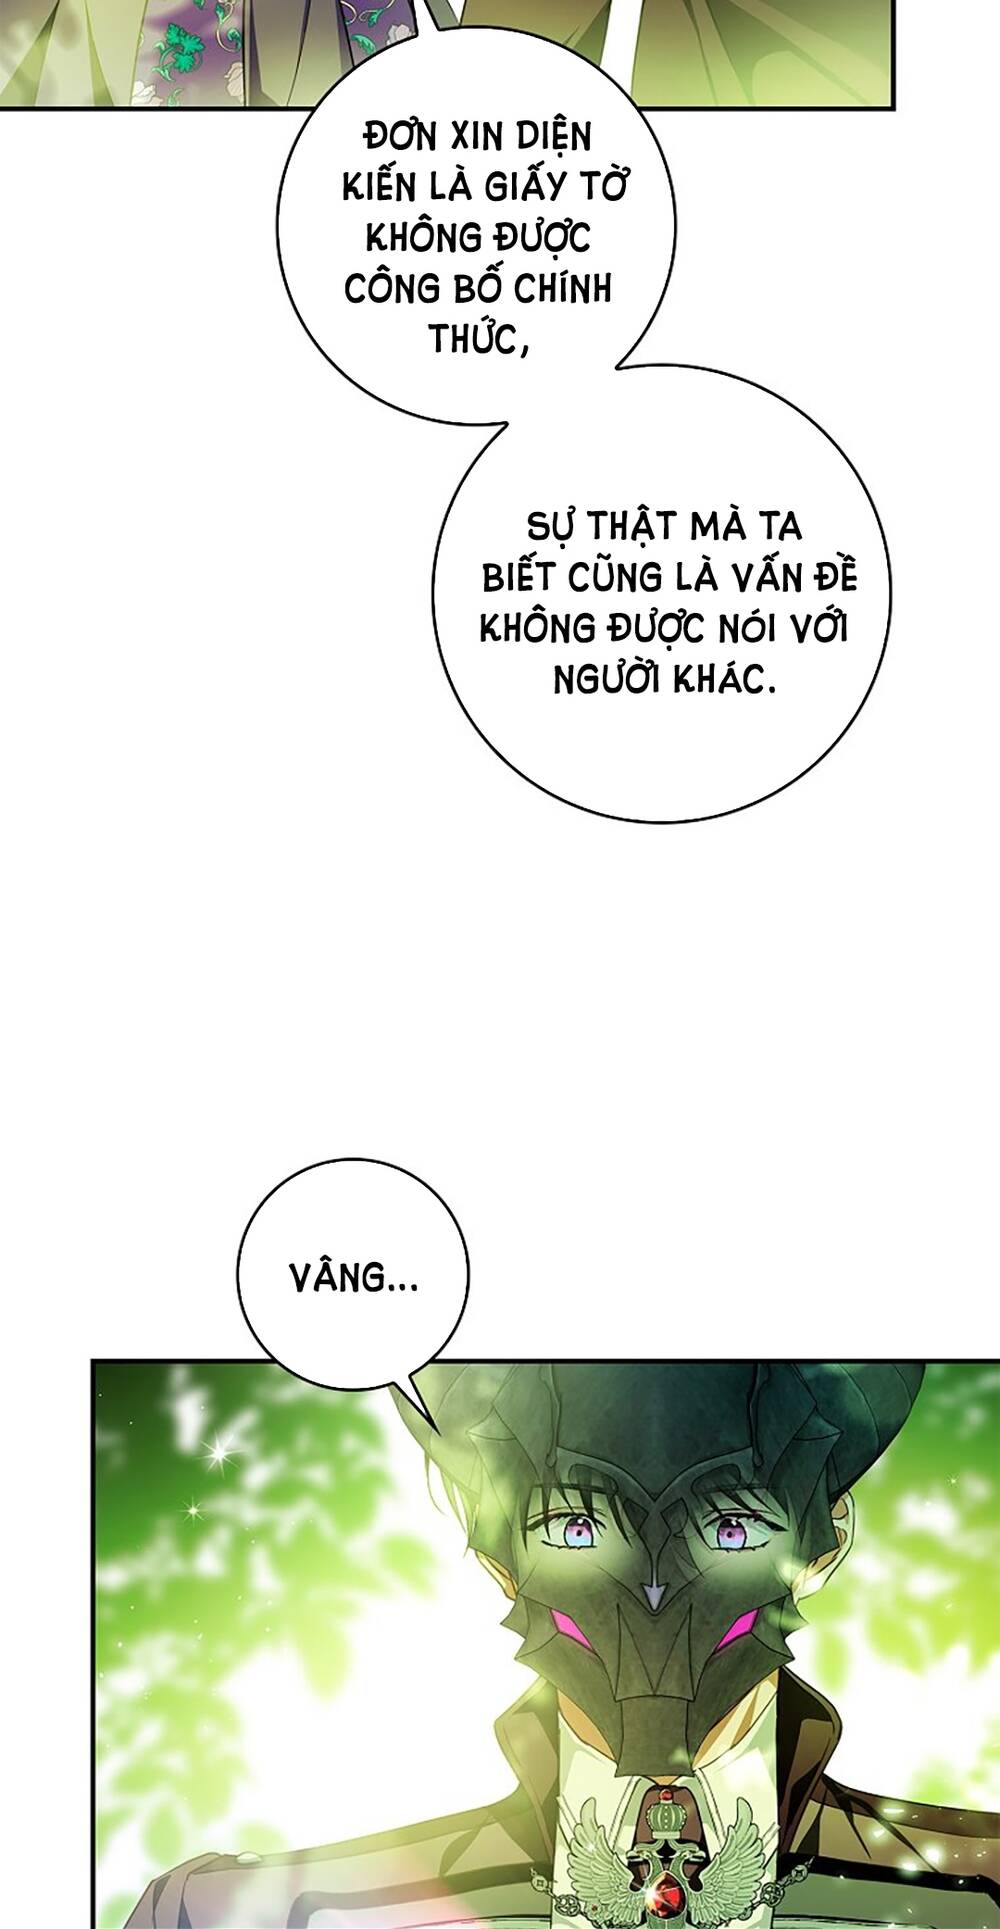 ĐƠN XIN DIỆN
KIẾN LÀ GIẤY TỜ
KHÔNG ĐƯỢC
CÔNG BỐ CHÍNH
THỨC,
SỰ THẬT MÀ TA
BIẾT CŨNG LÀ VẤN ĐỀ
KHÔNG ĐƯỢC NÓI VỚI
NGƯỜI KHÁC.
VÂNG...